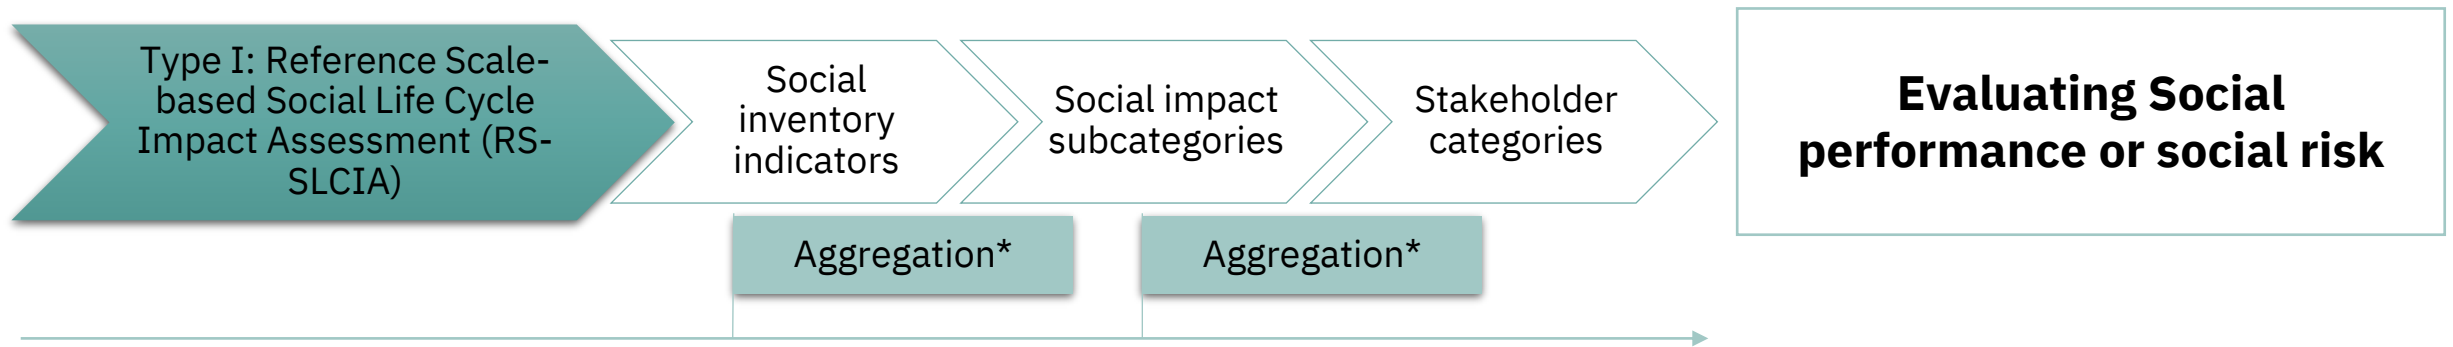 Type I: Reference Scale-
based Social Life Cycle
Impact Assessment (RS-
SLCIA)
Social
inventory
indicators
Social impact
subcategories
Stakeholder
categories
Evaluating Social
performance or social risk
Aggregation*
Aggregation*